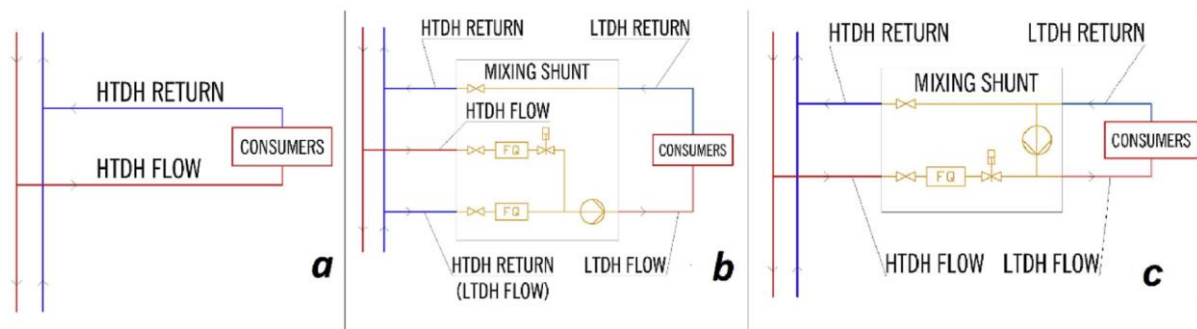 HTDH RETURN
CONSUMERS
HTDH FLOW
a
HTDH RETURN
LTDH RETURN
MIXING SHUNT
HTDH FLOW
FQ
CONSUMERS
FQ
HTDH RETURN
(LTDH FLOW)
LTDH FLOW
b
HTDH RETURN
LTDH RETURN
MIXING SHUNT
CONSUMERS
FQ
HTDH FLOW
LTDH FLOW
c